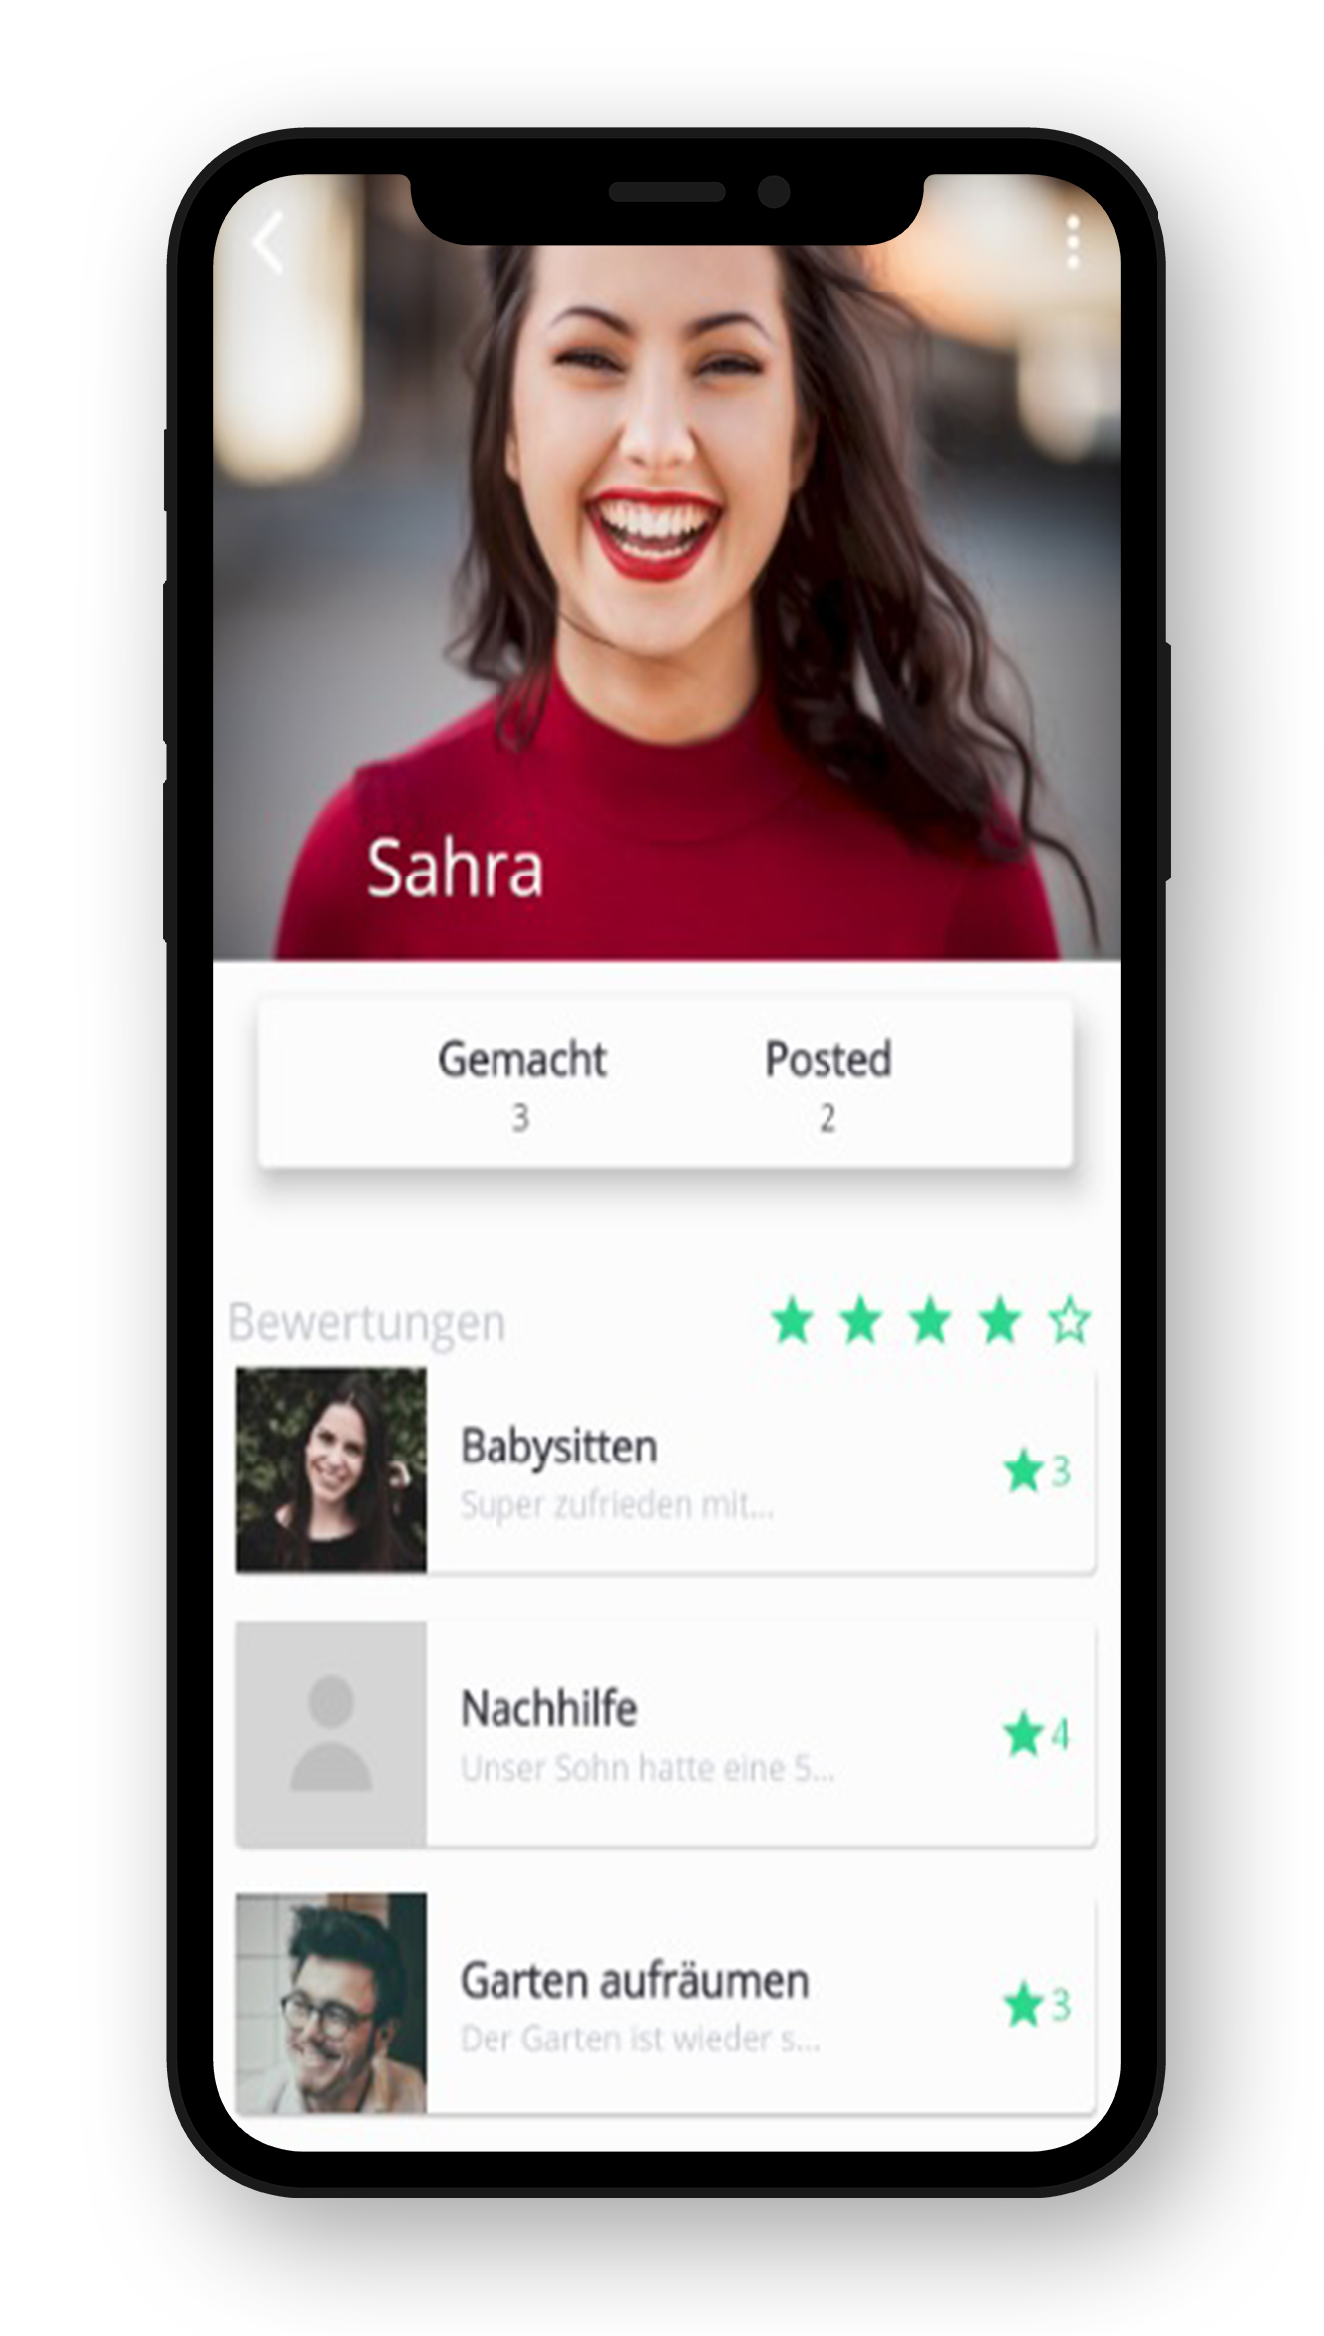 Sahra
Gemacht Posted
3 2
Bewertungen
Babysitten
Super zufrieden mit...
3
Nachhilfe
Unser Sohn hatte eine 5...
4
Garten aufräumen
Der Garten ist wieder s...
3